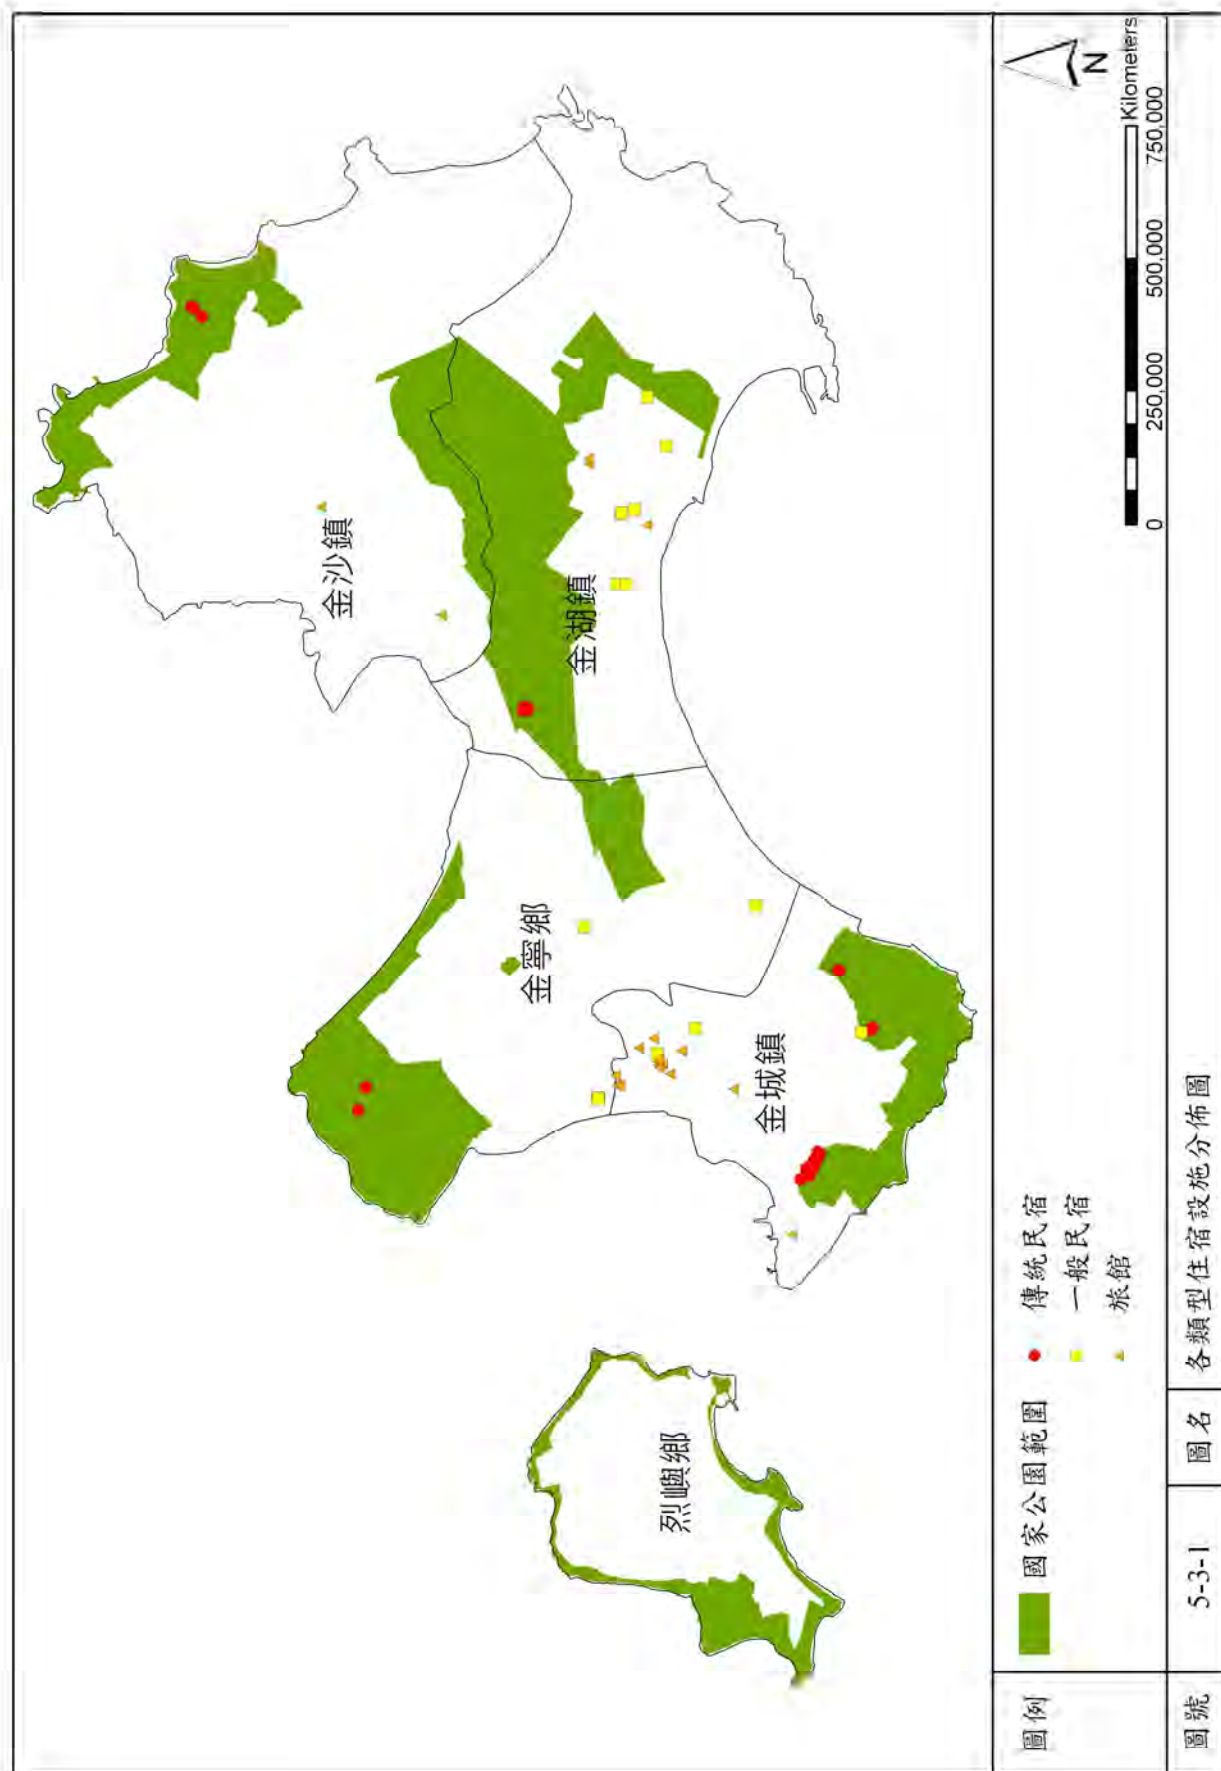 金沙鎮
金湖鎮
金寧鄉
金城鎮
烈嶼鄉
N
Kilometers
0 250,000 500,000 750,000
圖例
國家公園範圍
傳統民宿
一般民宿
旅館
圖號 5-3-1 圖名 各類型住宿設施分佈圖